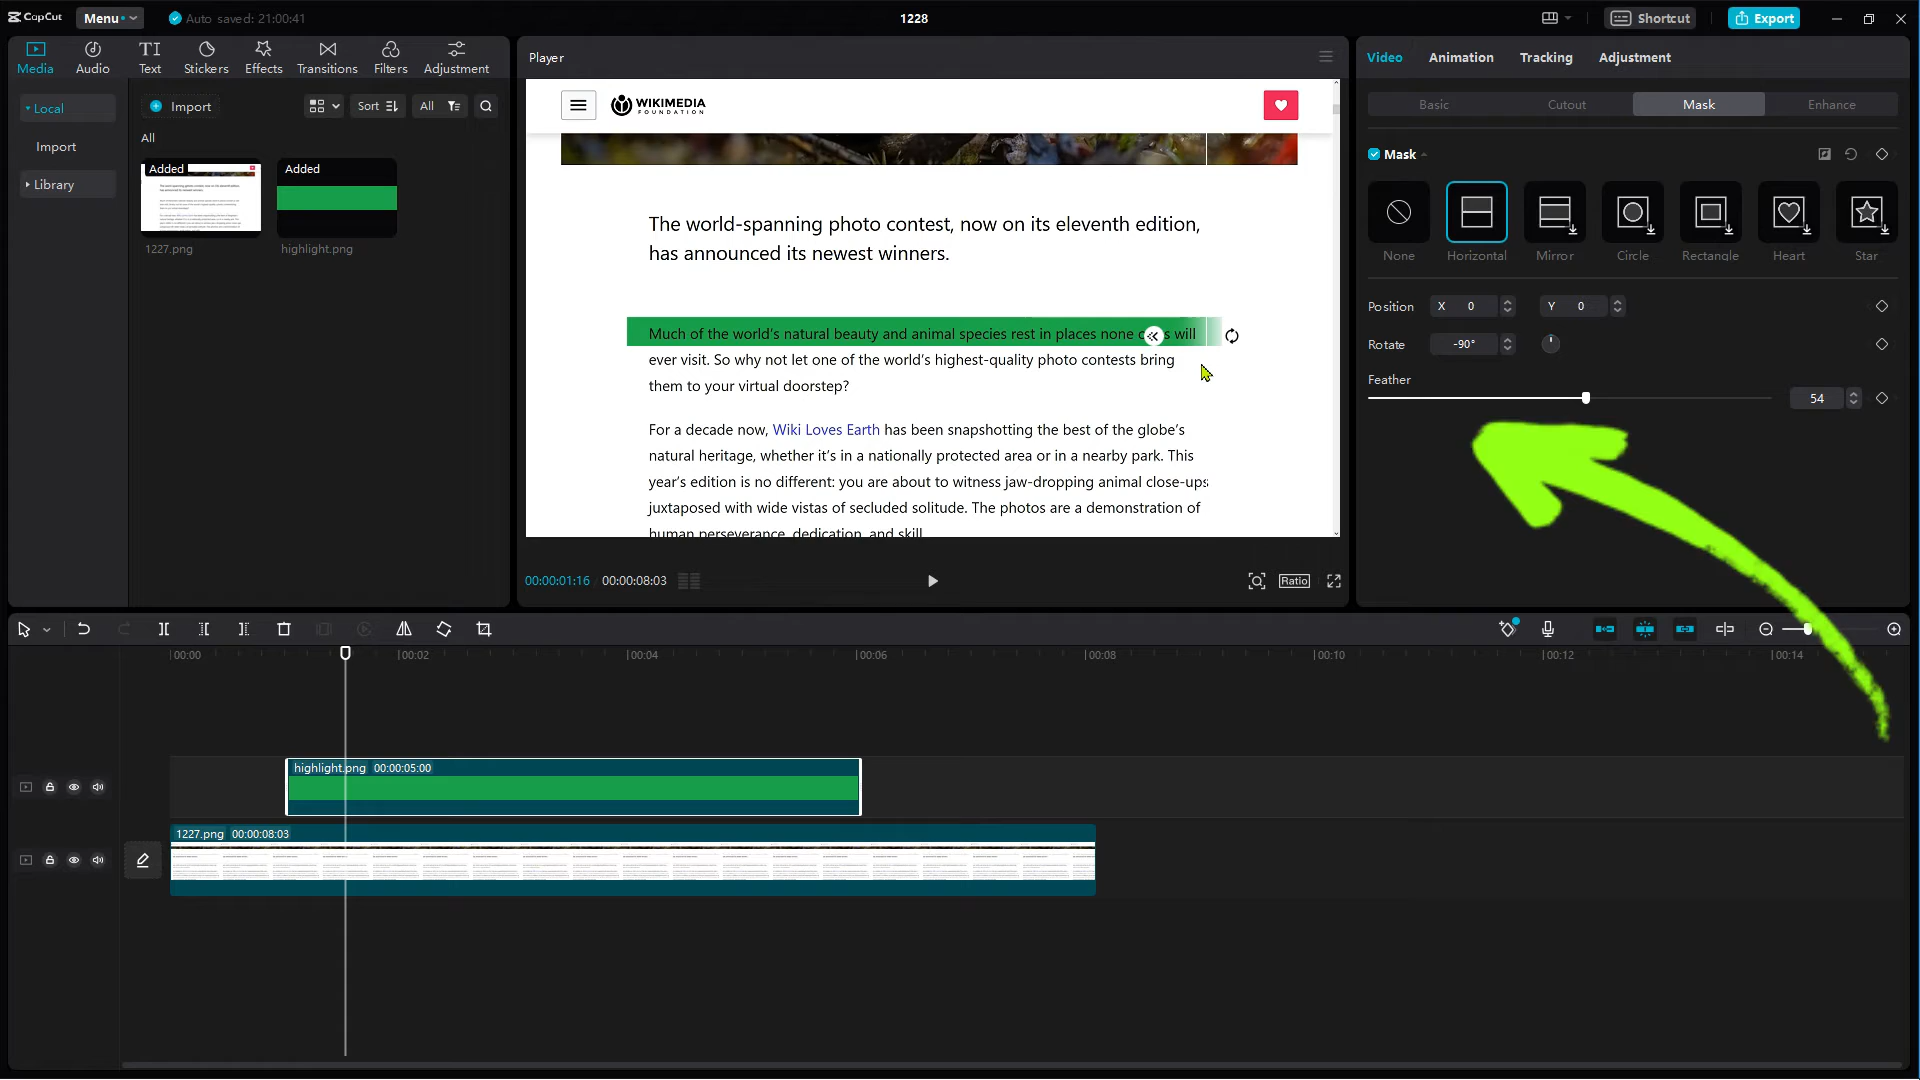 CapCut
Menu
Auto saved: 21:00:41
1228
Shortcut
Export
Media
Audio
Text
Stickers
Effects
Transitions
Filters
Adjustment
Local
Import
Library
Import
Sort
All
All
Added
1227.png
Added
highlight.png
Player
WIKIMEDIA
FOUNDATION
The world-spanning photo contest, now on its eleventh edition,
has announced its newest winners.
Much of the world's natural beauty and animal species rest in places none will
ever visit. So why not let one of the world's highest-quality photo contests bring
them to your virtual doorstep?
For a decade now, Wiki Loves Earth has been snapshotting the best of the globe's
natural heritage, whether it's in a nationally protected area or in a nearby park. This
year's edition is no different: you are about to witness jaw-dropping animal close-ups
juxtaposed with wide vistas of secluded solitude. The photos are a demonstration of
human perseverance, dedication, and skill
00:00:01:16
00:00:08:03
Ratio
Video
Animation
Tracking
Adjustment
Basic
Cutout
Mask
Enhance
Mask
None
Horizontal
Mirror
Circle
Rectangle
Heart
Star
Position X 0 Y 0
Rotate -90°
Feather
54
00:00
00:02
00:04
00:06
00:08
00:10
00:12
00:14
highlight.png 00:00:05:00
1227.png 00:00:08:03